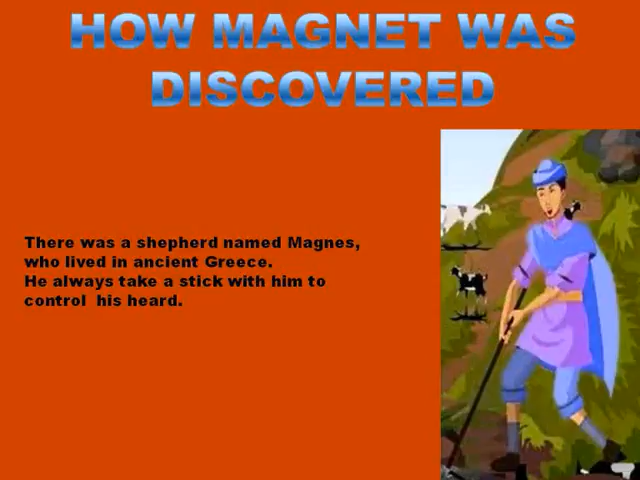 HOW MAGNET WAS
DISCOVERED
There was a shepherd named Magnes,
who lived in ancient Greece.
He always take a stick with him to
control his heard.